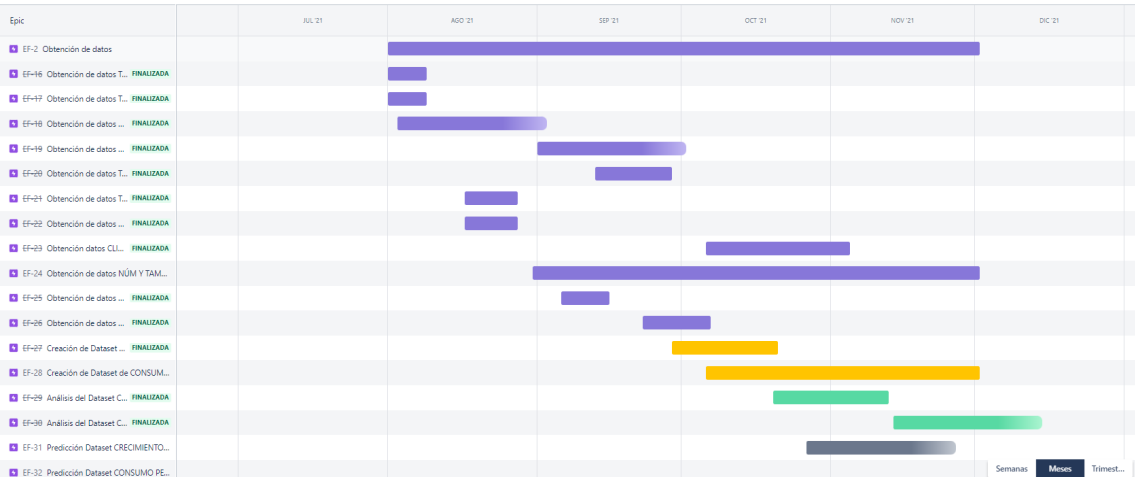 Epic JUL '21 AGO '21 SEP '21 OCT '21 NOV '21 DIC '21
EF-2 Obtención de datos
EF-16 Obtención de datos T... FINALIZADA
EF-17 Obtención de datos T... FINALIZADA
EF-18 Obtención de datos ... FINALIZADA
EF-19 Obtención de datos ... FINALIZADA
EF-20 Obtención de datos T... FINALIZADA
EF-21 Obtención de datos T... FINALIZADA
EF-22 Obtención de datos ... FINALIZADA
EF-23 Obtención datos CLI... FINALIZADA
EF-24 Obtención de datos NÚM Y TAM...
EF-25 Obtención de datos ... FINALIZADA
EF-26 Obtención de datos ... FINALIZADA
EF-27 Creación de Dataset ... FINALIZADA
EF-28 Creación de Dataset de CONSUM...
EF-29 Análisis del Dataset C... FINALIZADA
EF-30 Análisis del Dataset C... FINALIZADA
EF-31 Predicción Dataset CRECIMIENTO...
EF-32 Predicción Dataset CONSUMO PE...
Semanas Meses Trimest...